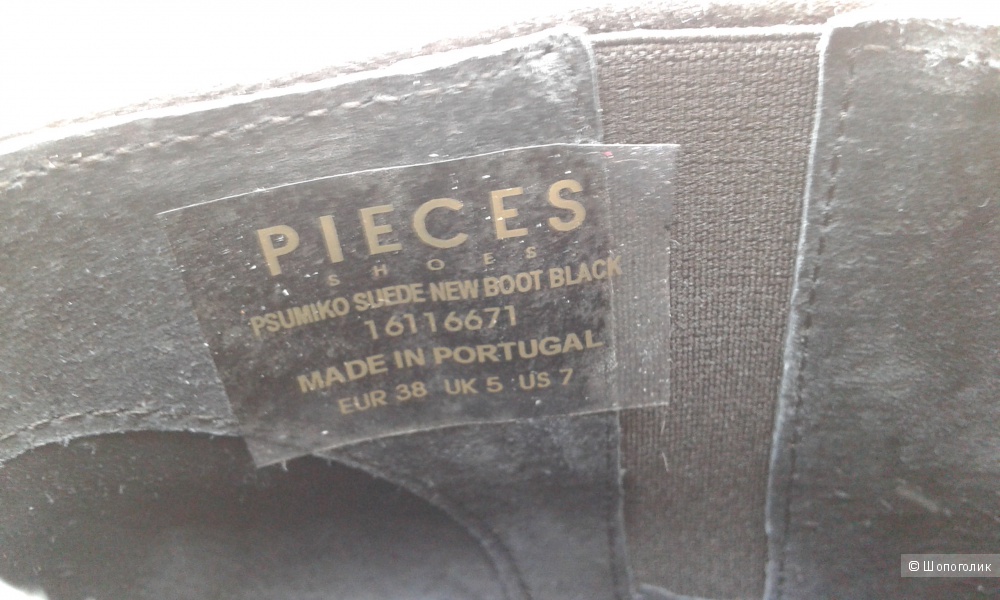 PIECES
SHOES
PSUMIKO SUEDE NEW BOOT BLACK
16116671
MADE IN PORTUGAL
EUR 38 UK 5 US 7
© Шопоголик